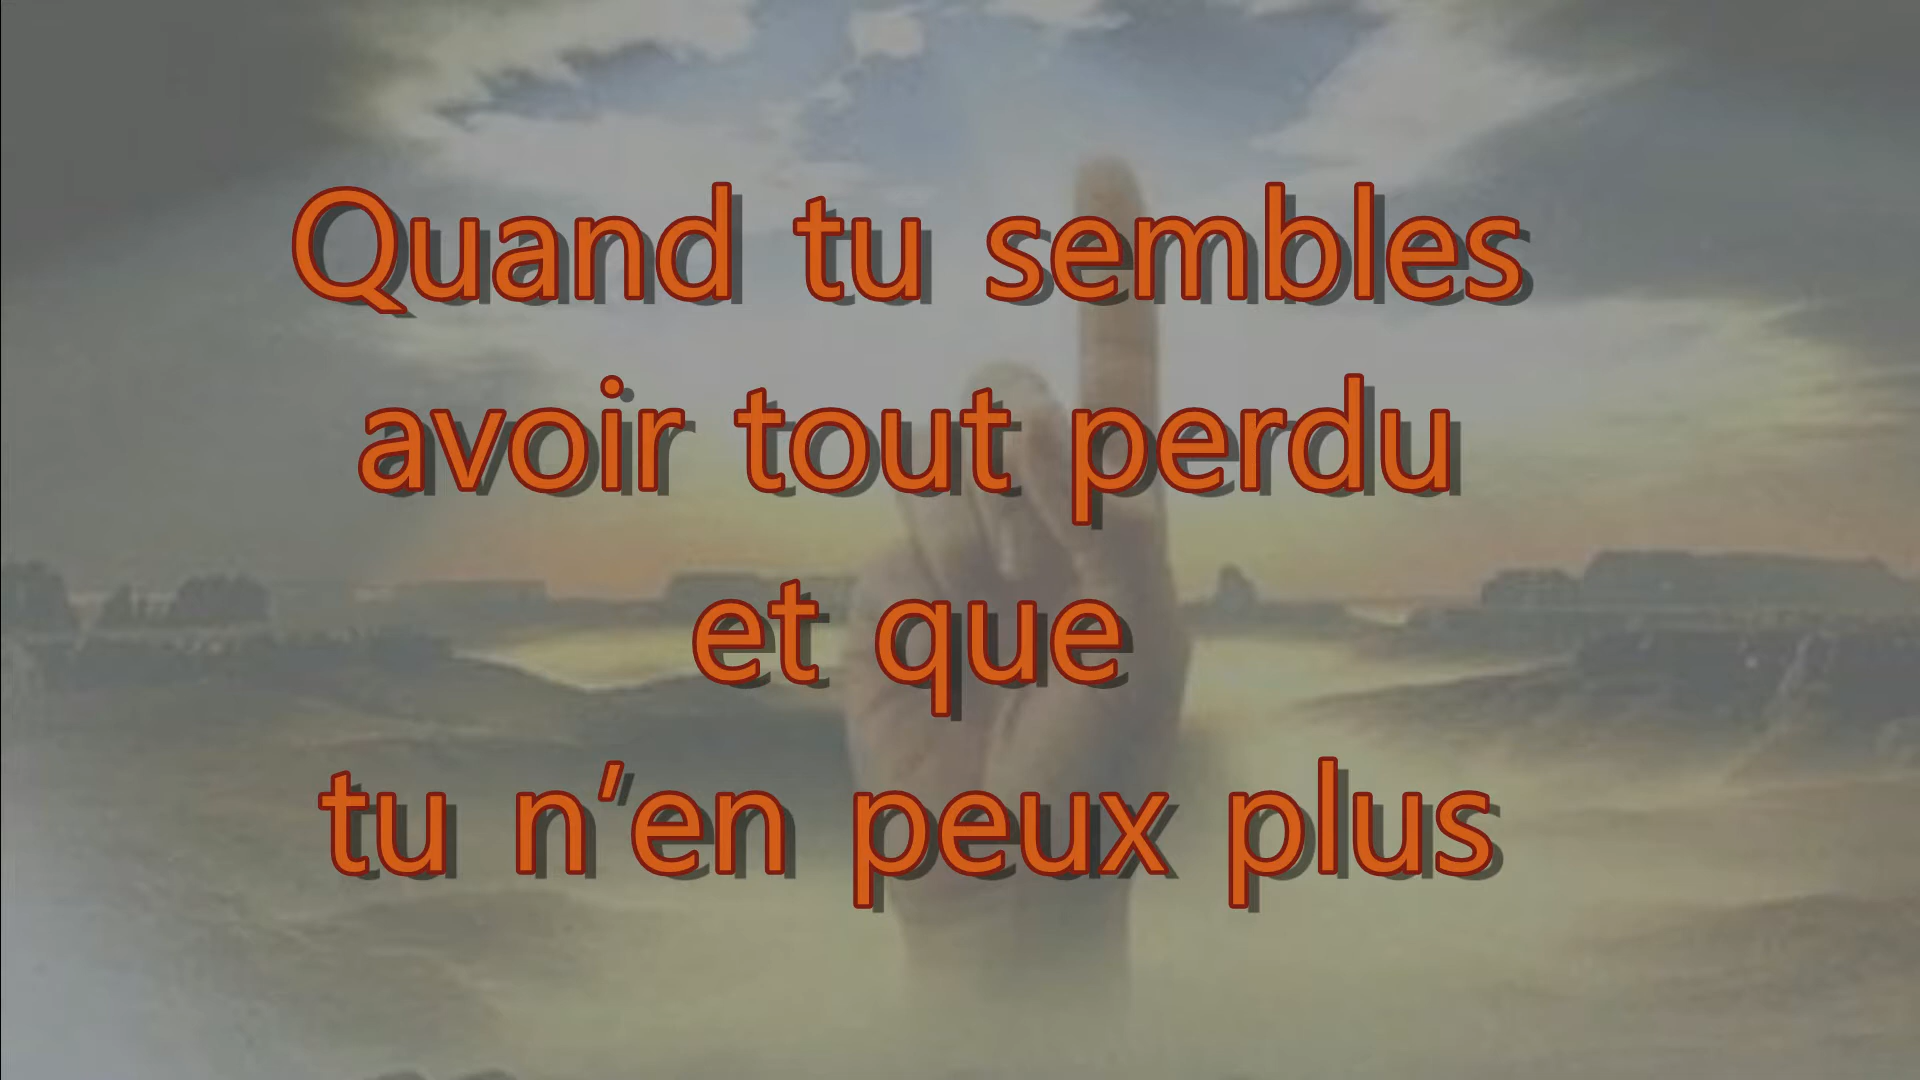 Quand tu sembles
avoir tout perdu
et que
tu n'en peux plus